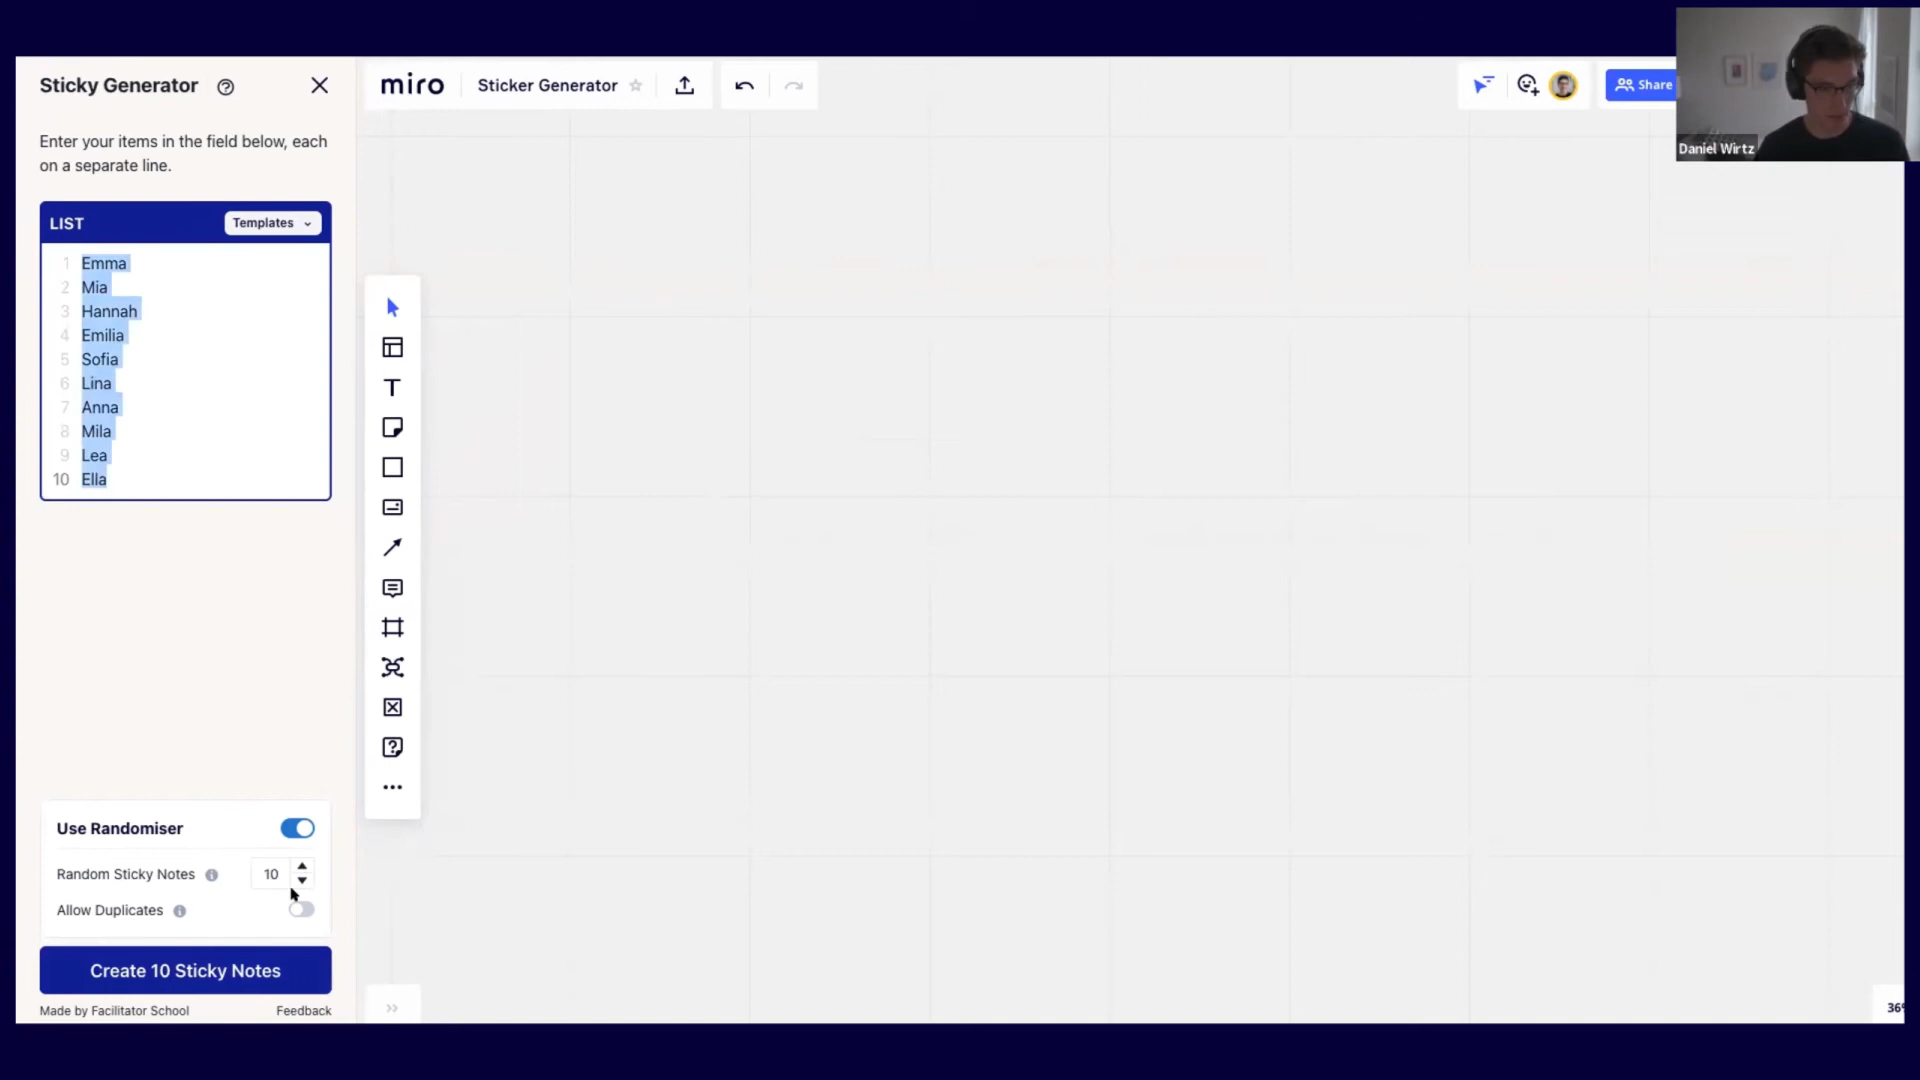 Sticky Generator
Enter your items in the field below, each
on a separate line.
LIST
Templates
1 Emma
2 Mia
3 Hannah
4 Emilia
5 Sofia
6 Lina
7 Anna
8 Mila
9 Lea
10 Ella
Use Randomiser
Random Sticky Notes 10
Allow Duplicates
Create 10 Sticky Notes
Made by Facilitator School Feedback
miro Sticker Generator
Share
Daniel Wirtz
T
36%